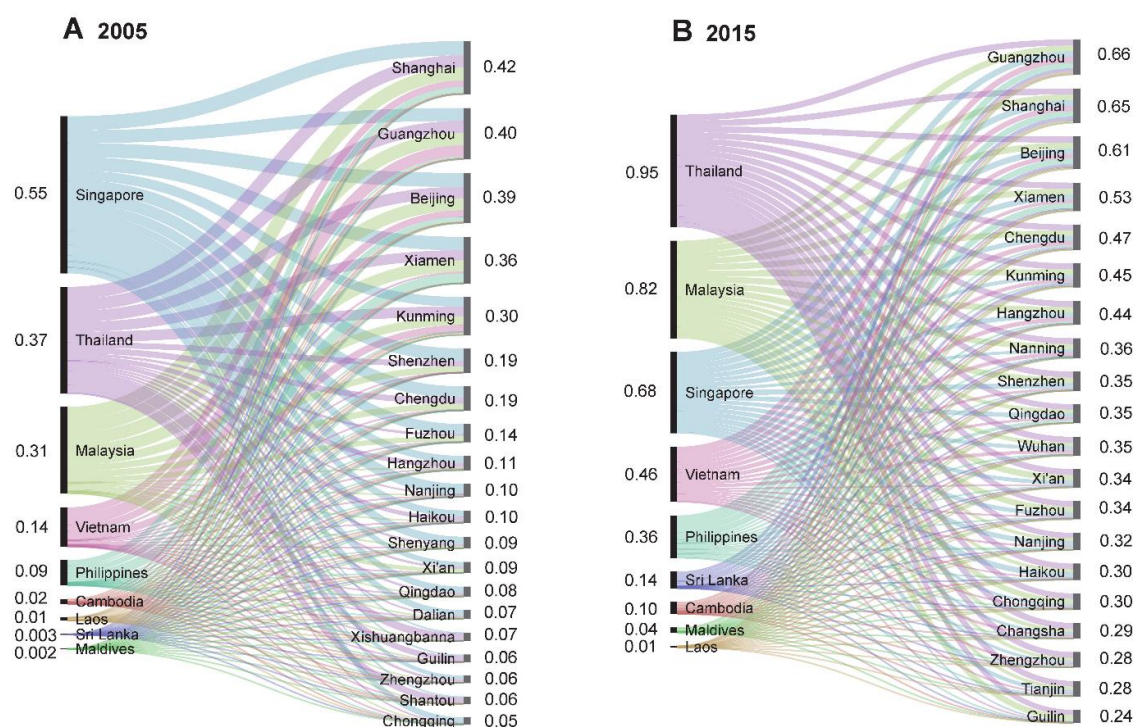 A 2005
0.55 Singapore
0.37 Thailand
0.31 Malaysia
0.14 Vietnam
0.09 Philippines
0.02 Cambodia
0.01 Laos
0.003 Sri Lanka
0.002 Maldives
Shanghai 0.42
Guangzhou 0.40
Beijing 0.39
Xiamen 0.36
Kunming 0.30
Shenzhen 0.19
Chengdu 0.19
Fuzhou 0.14
Hangzhou 0.11
Nanjing 0.10
Haikou 0.10
Shenyang 0.09
Xi'an 0.09
Qingdao 0.08
Dalian 0.07
Xishuangbanna 0.07
Guilin 0.06
Zhengzhou 0.06
Shantou 0.06
Chongqing 0.05
B 2015
0.95 Thailand
0.82 Malaysia
0.68 Singapore
0.46 Vietnam
0.36 Philippines
0.14 Sri Lanka
0.10 Cambodia
0.04 Maldives
0.01 Laos
Guangzhou 0.66
Shanghai 0.65
Beijing 0.61
Xiamen 0.53
Chengdu 0.47
Kunming 0.45
Hangzhou 0.44
Nanning 0.36
Shenzhen 0.35
Qingdao 0.35
Wuhan 0.35
Xi'an 0.34
Fuzhou 0.34
Nanjing 0.32
Haikou 0.30
Chongqing 0.30
Changsha 0.29
Zhengzhou 0.28
Tianjin 0.28
Guilin 0.24